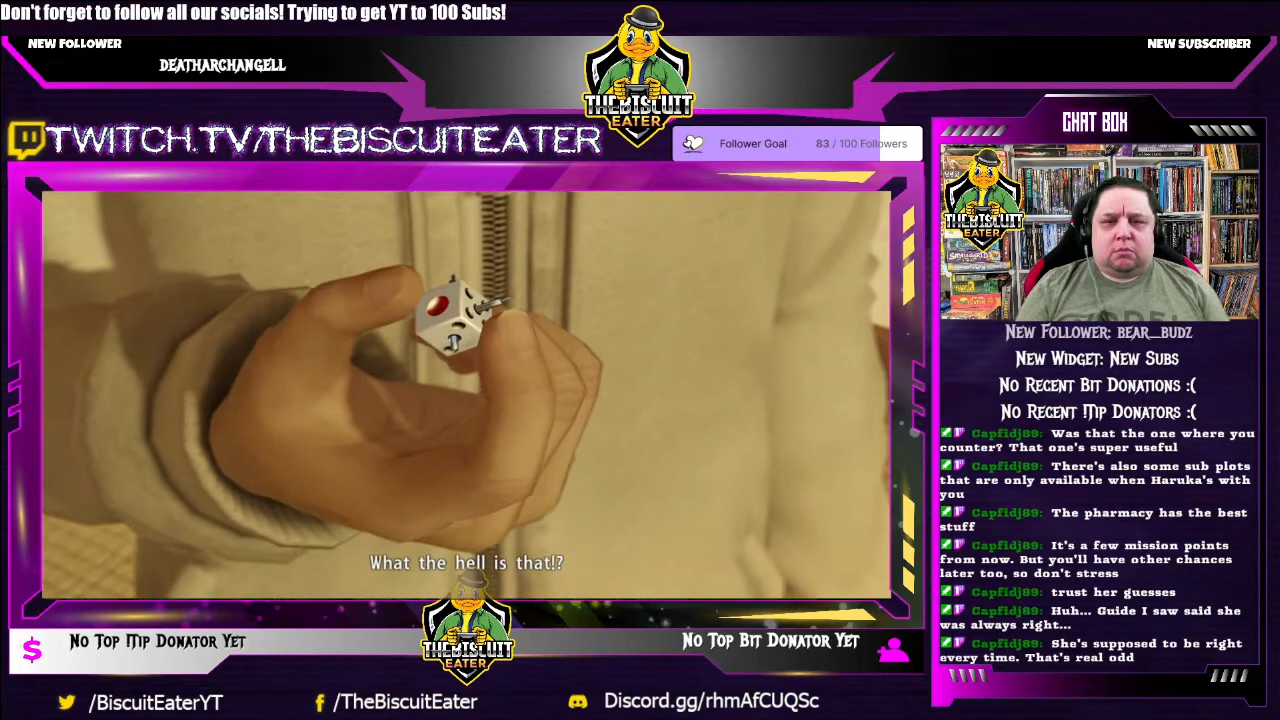 Don't forget to follow all our socials! Trying to get YT to 100 Subs!
NEW FOLLOWER
DEATHARCHANGELL
THEBISCUIT
EATER
NEW SUBSCRIBER
TWITCH.TV/THEBISCUITEATER
Follower Goal 83 / 100 Followers
CHAT BOX
THEBISCUIT
EATER
New Follower: bear_budz
New Widget: New Subs
No Recent Bit Donations :(
No Recent Tip Donators :(
Capfidj89: Was that the one where you
counter? That one's super useful
Capfidj89: There's also some sub plots
that are only available when Haruka's with
you
Capfidj89: The pharmacy has the best
stuff
Capfidj89: It's a few mission points
from now. But you'll have other chances
later too, so don't stress
Capfidj89: trust her guesses
Capfidj89: Huh... Guide I saw said she
was always right...
Capfidj89: She's supposed to be right
every time. That's real odd
What the hell is that!?
$ No Top Tip Donator Yet
THEBISCUIT
EATER
No Top Bit Donator Yet
/BiscuitEaterYT
/TheBiscuitEater
Discord.gg/rhmAfCUQSc